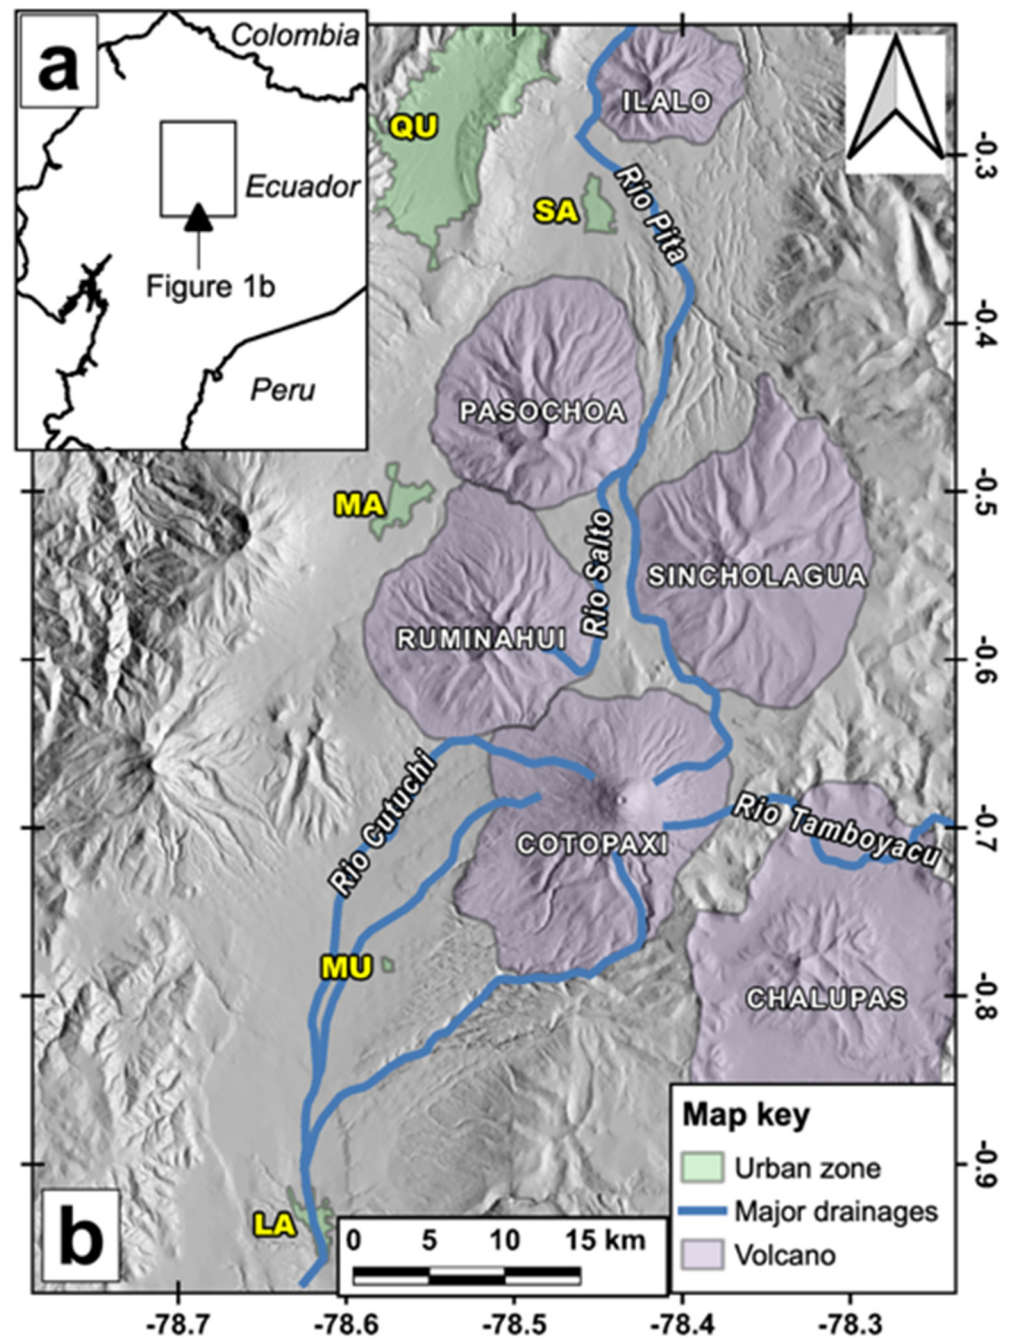 a
Colombia
Ecuador
Figure 1b
Peru
QU
ILALO
SA
Rio Pita
PASOCHOA
MA
Rio Salto
SINCHOLAGUA
RUMINAHUI
Rio Cutuchi
COTOPAXI
Rio Tamboyacu
MU
CHALUPAS
LA
b
Map key
Urban zone
Major drainages
Volcano
0 5 10 15 km
-0.3
-0.4
-0.5
-0.6
-0.7
-0.8
-0.9
-78.7 -78.6 -78.5 -78.4 -78.3